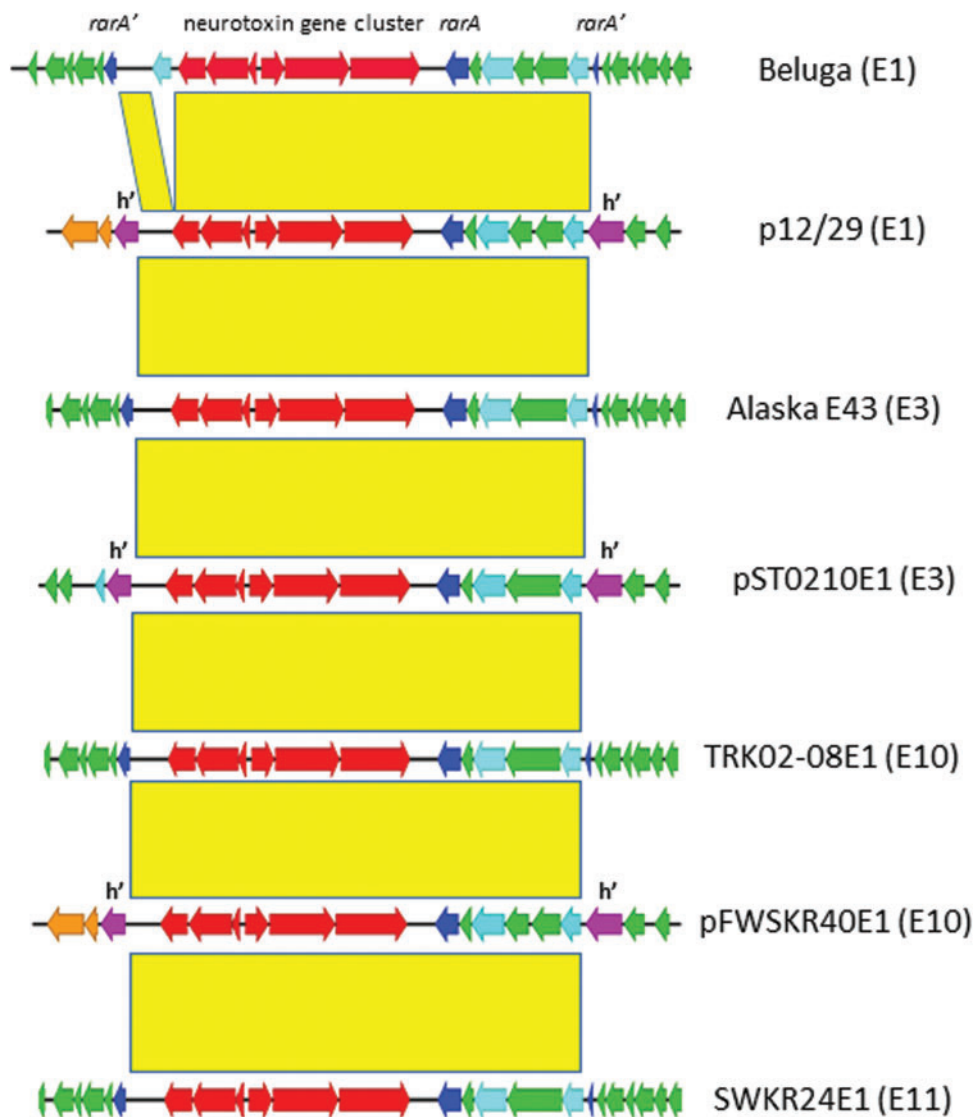 rarA’ neurotoxin gene cluster rarA rarA’
Beluga (E1)
h’ h’
p12/29 (E1)
Alaska E43 (E3)
h’ h’
pST0210E1 (E3)
TRK02-08E1 (E10)
h’ h’
pFWSKR40E1 (E10)
SWKR24E1 (E11)